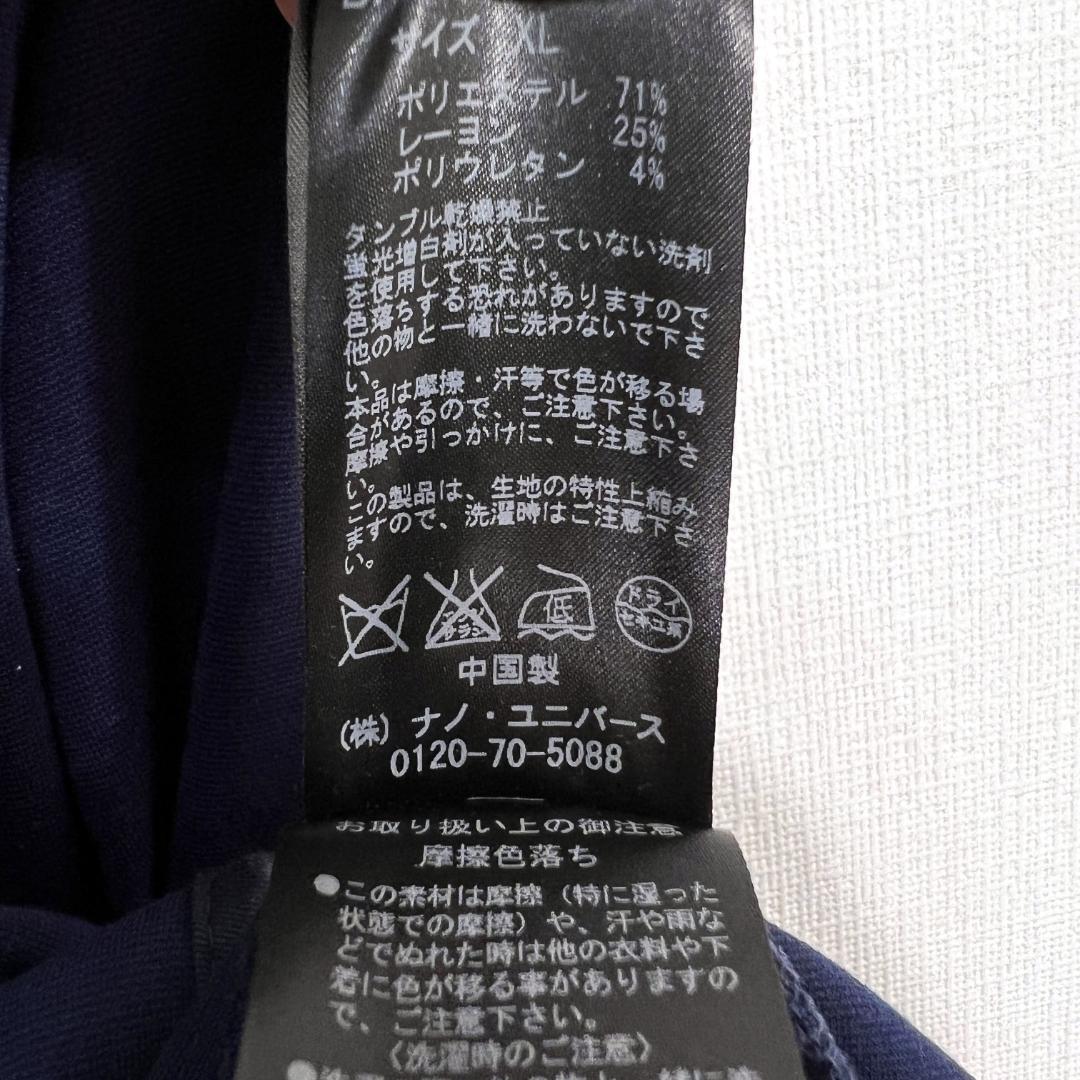 サイズ XL
ポリエステル 71%
レーヨン 25%
ポリウレタン 4%
タンブル乾燥禁止
蛍光増白剤が入っていない洗剤
を使用して下さい。
色落ちする恐れがありますので
他の物と一緒に洗わないで下さ
い。
本品は摩擦・汗等で色が移る場
合があるので、ご注意下さい。
摩擦や引っかけに、ご注意下さ
い。
この製品は、生地の特性上縮み
ますので、洗濯時はご注意下さ
い。
エンソ サラシ 低 ドライ
セキユ系
中国製
(株) ナノ・ユニバース
0120-70-5088
お取り扱い上の御注意
摩擦色落ち
●この素材は摩擦(特に湿った
状態での摩擦)や、汗や雨な
どでぬれた時は他の衣料や下
着に色が移る事がありますの
で、ご注意下さい。
〈洗濯時のご注意〉